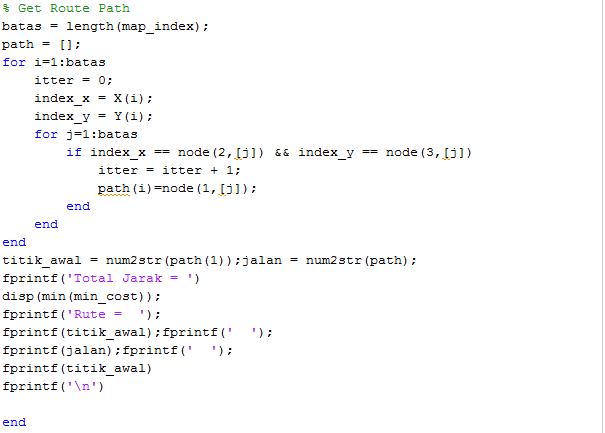 % Get Route Path
batas = length(map_index);
path = [];
for i=1:batas
    itter = 0;
    index_x = X(i);
    index_y = Y(i);
    for j=1:batas
        if index_x == node(2,[j]) && index_y == node(3,[j])
            itter = itter + 1;
            path(i)=node(1,[j]);
        end
    end
end
titik_awal = num2str(path(1));jalan = num2str(path);
fprintf('Total Jarak = ')
disp(min(min_cost));
fprintf('Rute =  ');
fprintf(titik_awal);fprintf('  ');
fprintf(jalan);fprintf('  ');
fprintf(titik_awal)
fprintf('\n')
end